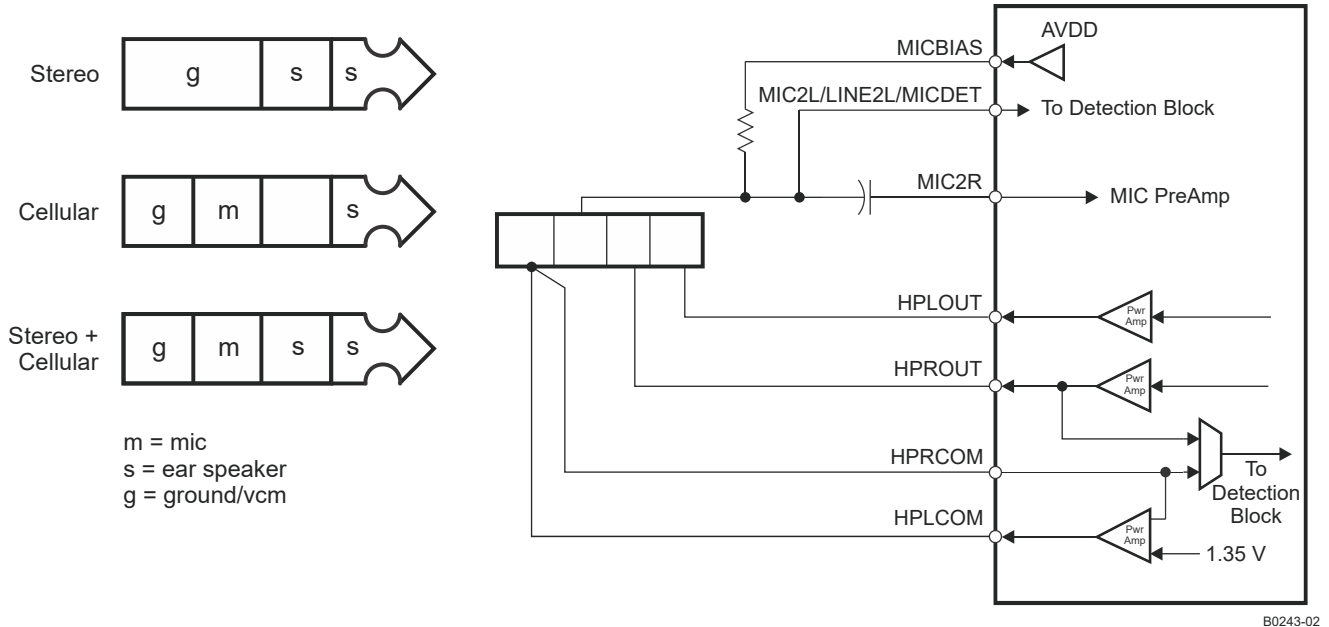 Stereo
g
s
s
Cellular
g
m
s
Stereo +
Cellular
g
m
s
s
m = mic
s = ear speaker
g = ground/vcm
AVDD
MICBIAS
MIC2L/LINE2L/MICDET
To Detection Block
MIC2R
MIC PreAmp
HPLOUT
Pwr
Amp
HPROUT
Pwr
Amp
HPRCOM
To
Detection
Block
HPLCOM
Pwr
Amp
1.35 V
B0243-02